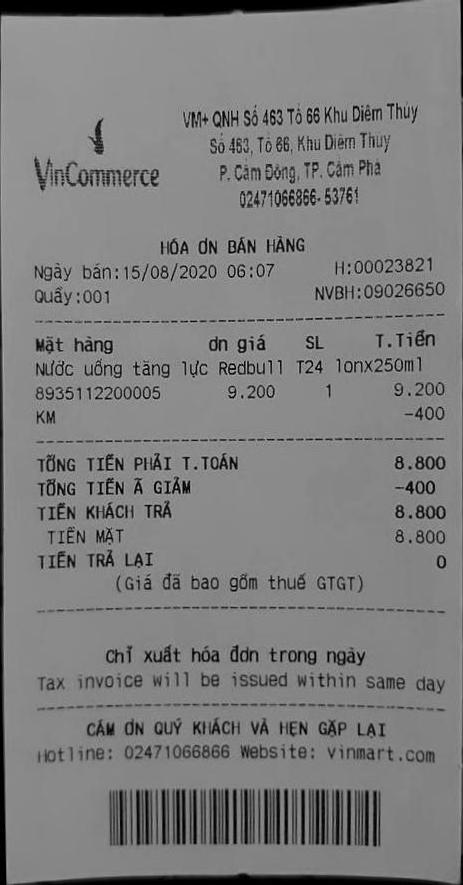 VinCommerce
VM+ QNH Số 463 Tổ 66 Khu Diêm Thủy
Số 463, Tổ 66, Khu Diêm Thủy
P. Cẩm Đông, TP. Cẩm Phả
02471066866- 53761
HÓA ƠN BÁN HÀNG
Ngày bán:15/08/2020 06:07 H:00023821
Quầy:001 NVBH:09026650
Mặt hàng ơn giá SL T.Tiền
Nước uống tăng lực Redbull T24 lonx250ml
8935112200005 9.200 1 9.200
KM -400
TỔNG TIỀN PHẢI T.TOÁN 8.800
TỔNG TIỀN Ã GIẢM -400
TIỀN KHÁCH TRẢ 8.800
TIỀN MẶT 8.800
TIỀN TRẢ LẠI 0
(Giá đã bao gồm thuế GTGT)
Chỉ xuất hóa đơn trong ngày
Tax invoice will be issued within same day
CẢM ƠN QUÝ KHÁCH VÀ HẸN GẶP LẠI
Hotline: 02471066866 Website: vinmart.com